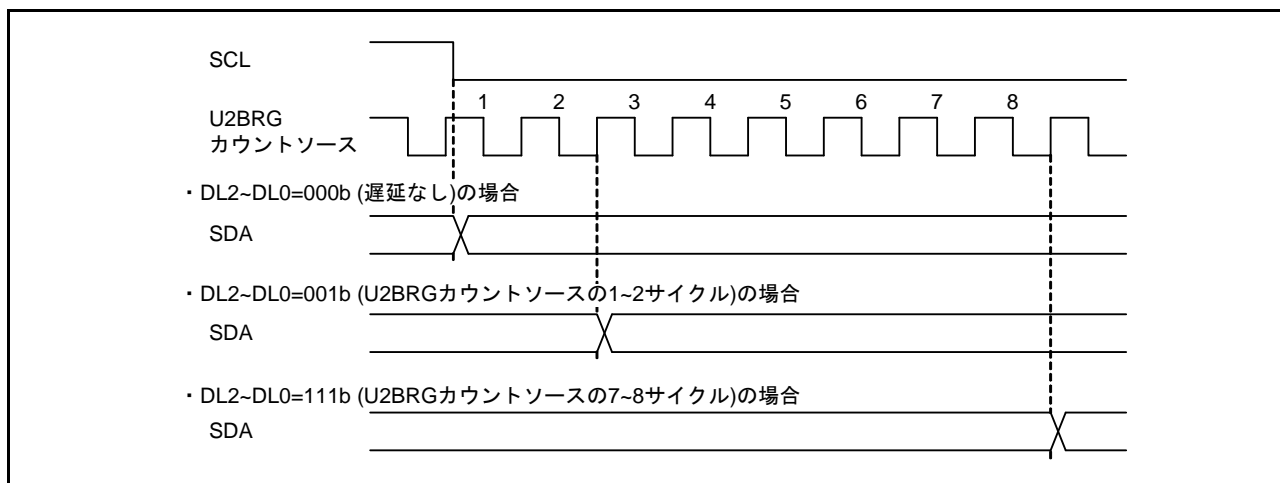 SCL
1 2 3 4 5 6 7 8
U2BRG
カウントソース
・DL2~DL0=000b (遅延なし)の場合
SDA
・DL2~DL0=001b (U2BRGカウントソースの1~2サイクル)の場合
SDA
・DL2~DL0=111b (U2BRGカウントソースの7~8サイクル)の場合
SDA